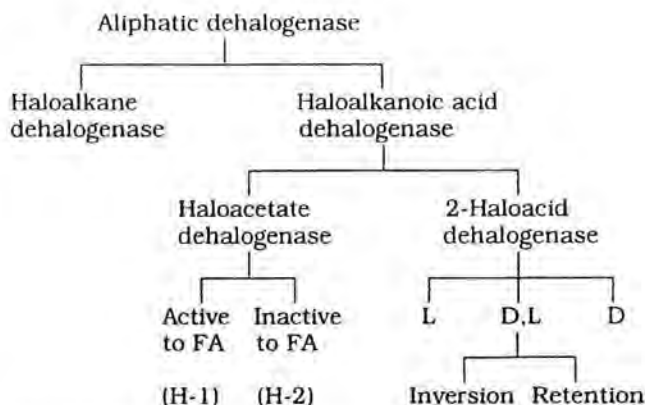 Aliphatic dehalogenase
Haloalkane Haloalkanoic acid
dehalogenase dehalogenase
Haloacetate 2-Haloacid
dehalogenase dehalogenase
Active Inactive L D,L D
to FA to FA
(H-1) (H-2) Inversion Retention